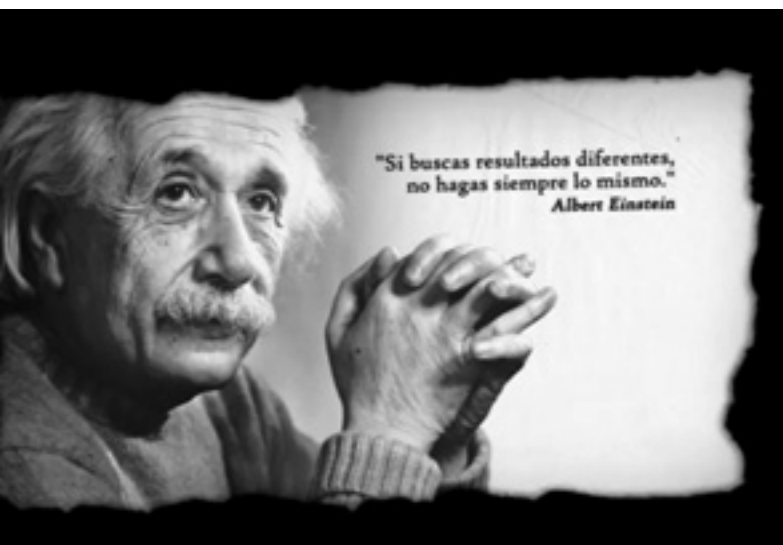 "Si buscas resultados diferentes,
no hagas siempre lo mismo."
Albert Einstein